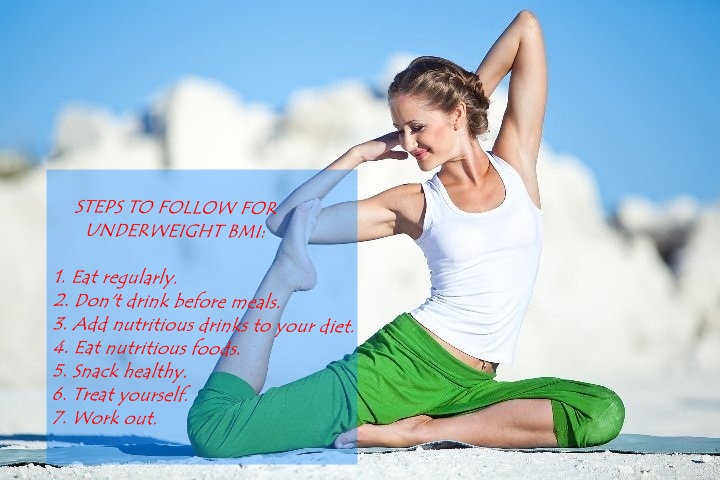 STEPS TO FOLLOW FOR
UNDERWEIGHT BMI:
1. Eat regularly.
2. Don't drink before meals.
3. Add nutritious drinks to your diet.
4. Eat nutritious foods.
5. Snack healthy.
6. Treat yourself.
7. Work out.